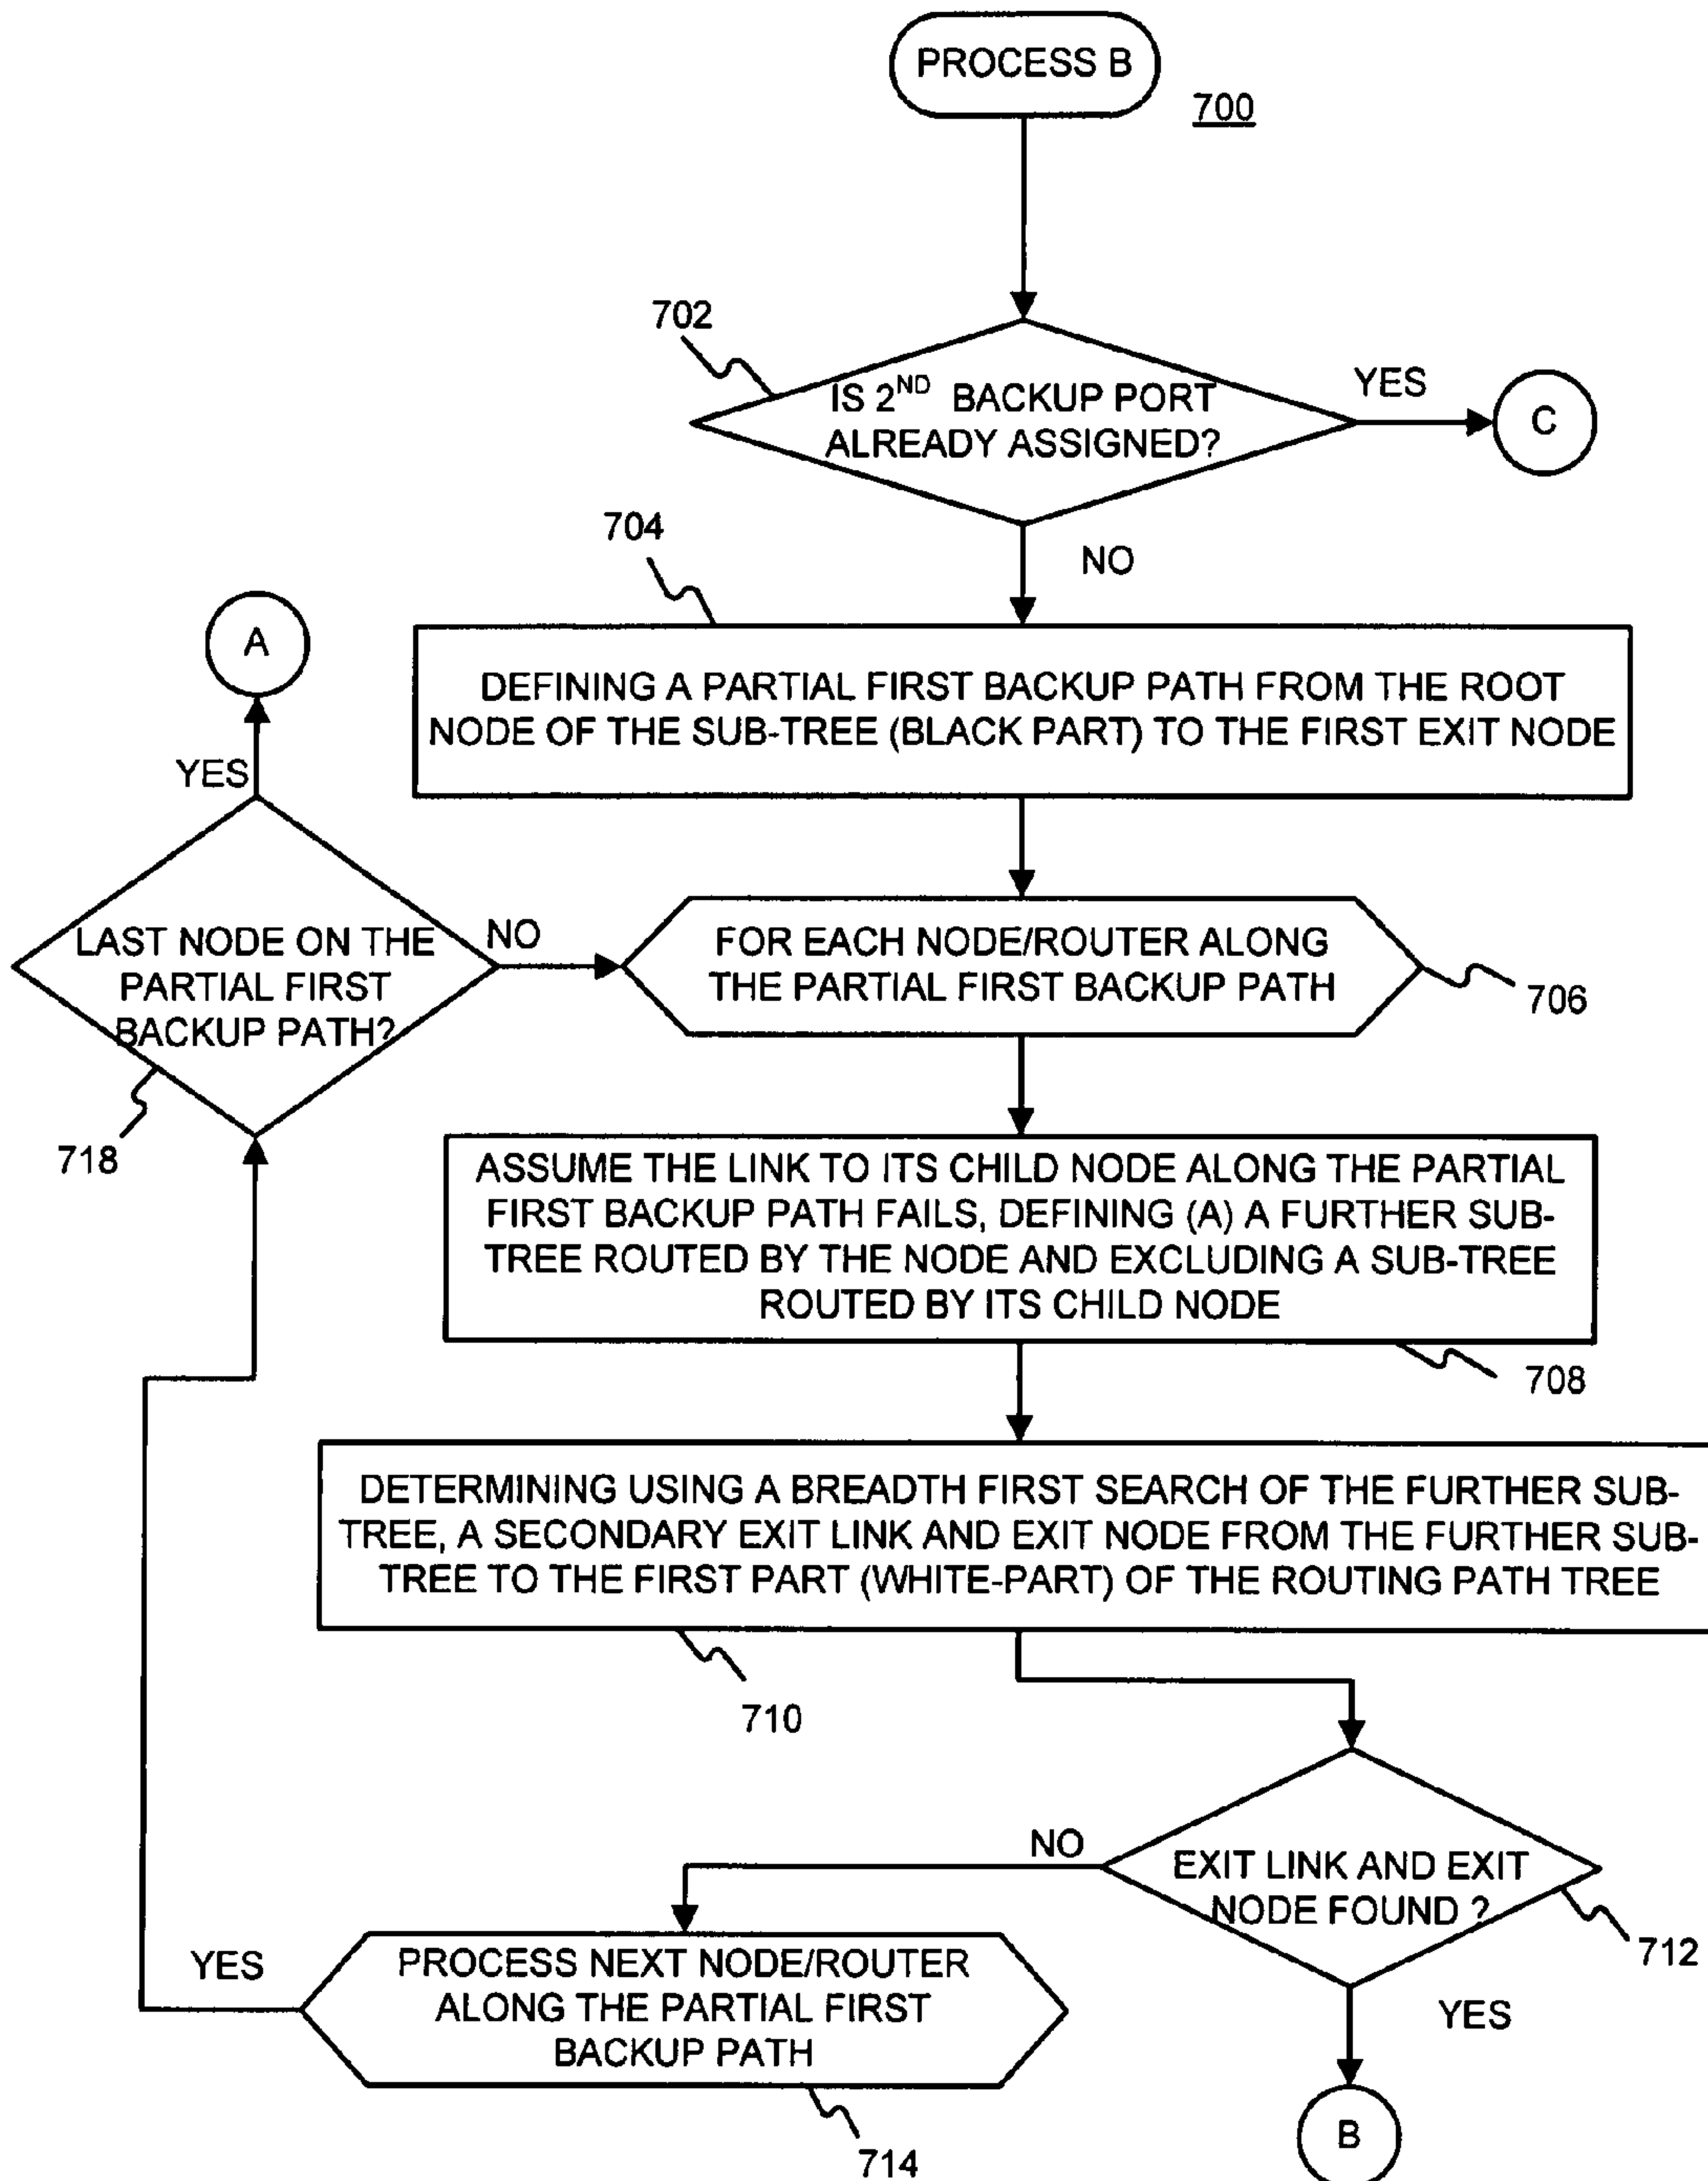 PROCESS B
700
702
IS 2ND BACKUP PORT
ALREADY ASSIGNED?
YES
C
NO
704
DEFINING A PARTIAL FIRST BACKUP PATH FROM THE ROOT
NODE OF THE SUB-TREE (BLACK PART) TO THE FIRST EXIT NODE
A
YES
LAST NODE ON THE
PARTIAL FIRST
BACKUP PATH?
NO
718
FOR EACH NODE/ROUTER ALONG
THE PARTIAL FIRST BACKUP PATH
706
ASSUME THE LINK TO ITS CHILD NODE ALONG THE PARTIAL
FIRST BACKUP PATH FAILS, DEFINING (A) A FURTHER SUB-
TREE ROUTED BY THE NODE AND EXCLUDING A SUB-TREE
ROUTED BY ITS CHILD NODE
708
DETERMINING USING A BREADTH FIRST SEARCH OF THE FURTHER SUB-
TREE, A SECONDARY EXIT LINK AND EXIT NODE FROM THE FURTHER SUB-
TREE TO THE FIRST PART (WHITE-PART) OF THE ROUTING PATH TREE
710
EXIT LINK AND EXIT
NODE FOUND ?
712
NO
YES
PROCESS NEXT NODE/ROUTER
ALONG THE PARTIAL FIRST
BACKUP PATH
YES
714
B